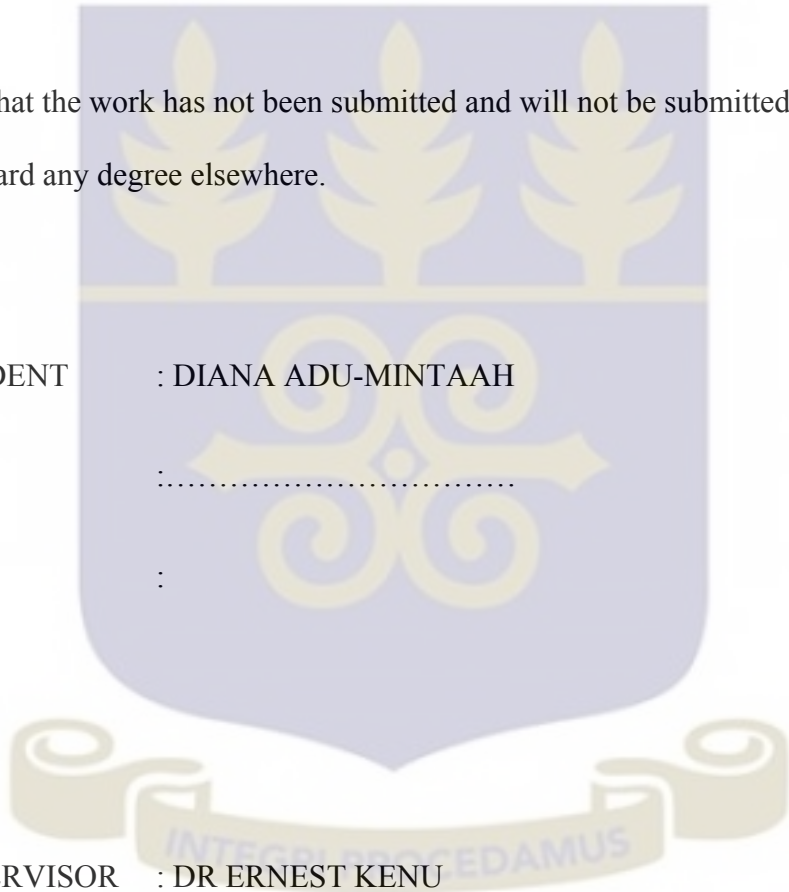 hat the work has not been submitted and will not be submitted
ard any degree elsewhere.
DENT : DIANA ADU-MINTAAH
:………………………………
:
INTEGRI PROCEDAMUS
RVISOR : DR ERNEST KENU